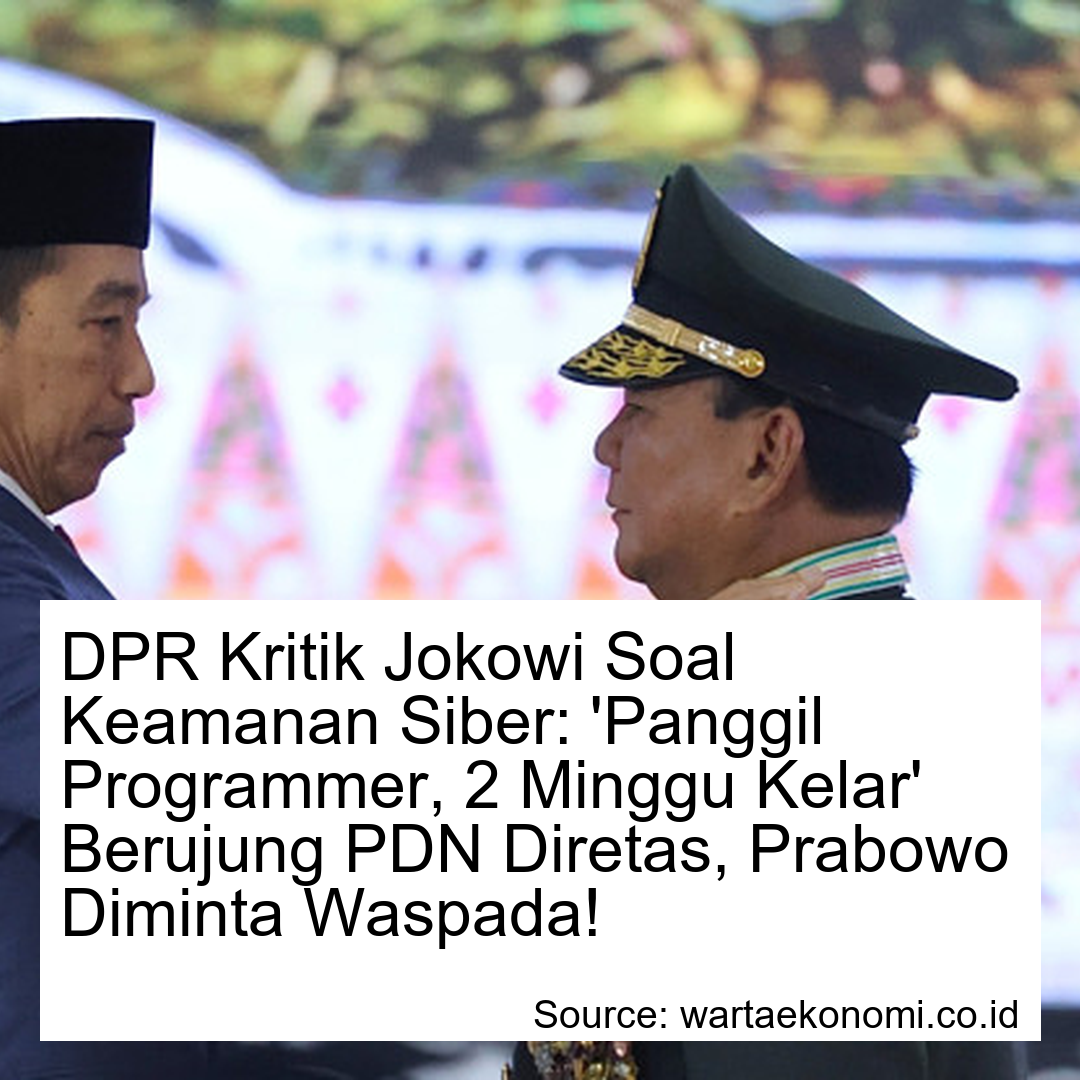 DPR Kritik Jokowi Soal
Keamanan Siber: 'Panggil
Programmer, 2 Minggu Kelar'
Berujung PDN Diretas, Prabowo
Diminta Waspada!
Source: wartaekonomi.co.id